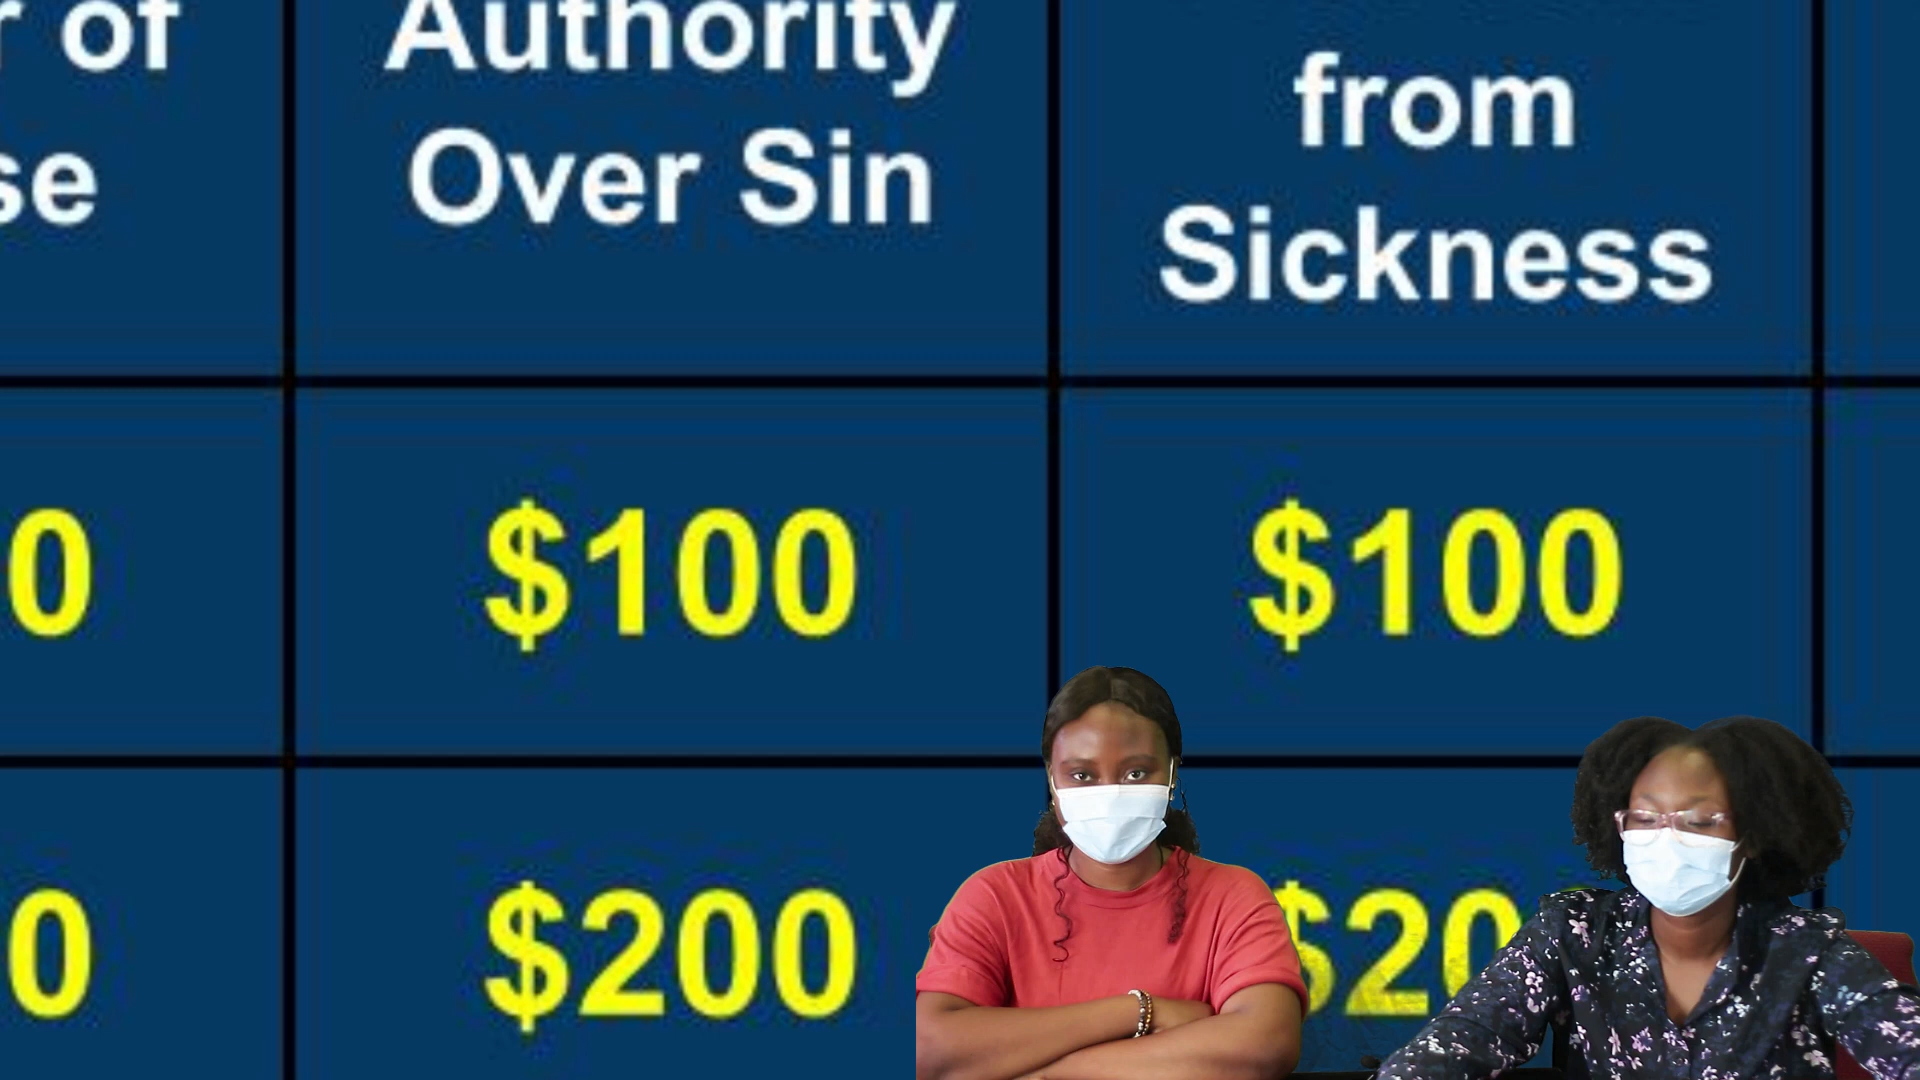 r of
se
Authority
Over Sin
from
Sickness
0
$100
$100
0
$200
$20